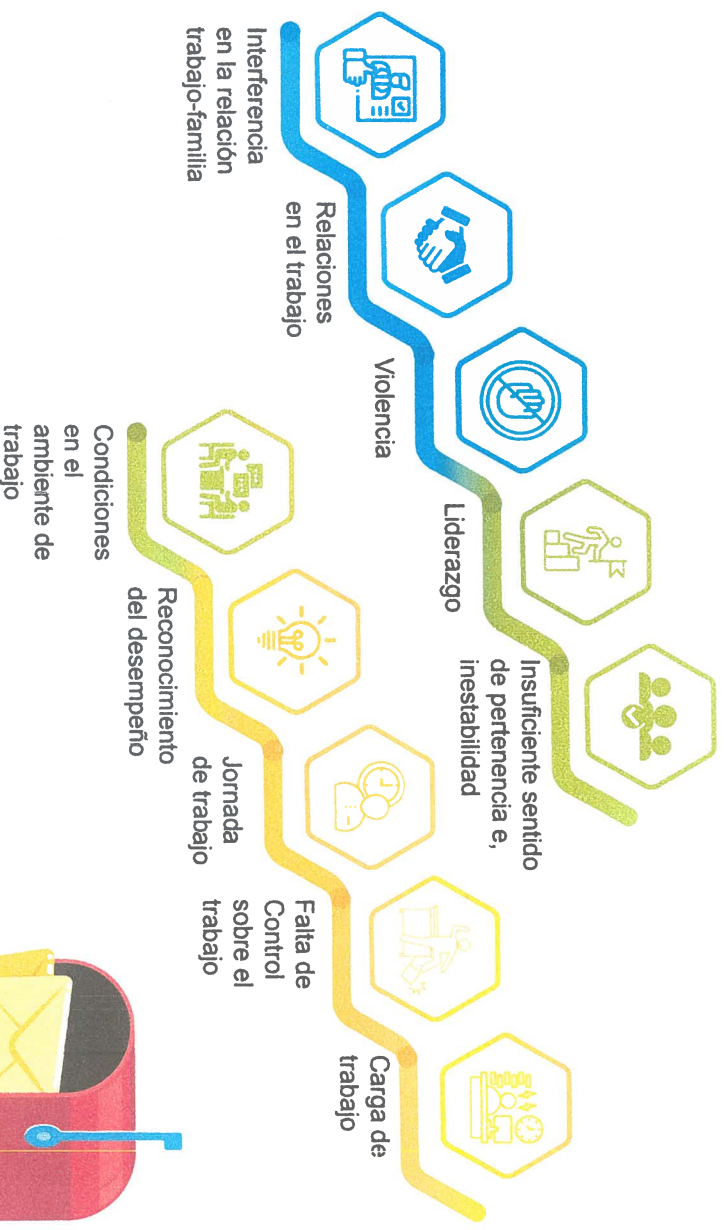 Interferencia
en la relación
trabajo-familia
Relaciones
en el trabajo
Violencia
Liderazgo
Insuficiente sentido
de pertenencia e,
inestabilidad
Condiciones
en el
ambiente de
trabajo
Reconocimiento
del desempeño
Jornada
de trabajo
Falta de
Control
sobre el
trabajo
Carga de
trabajo